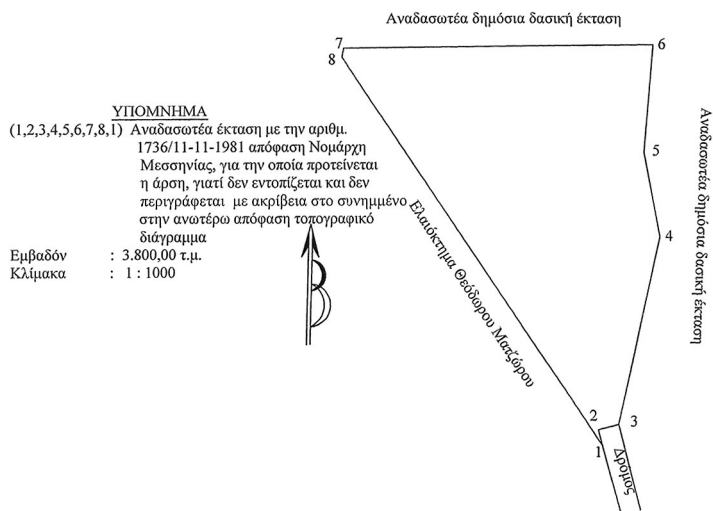 Αναδασωτέα δημόσια δασική έκταση
7
6
8
ΥΠΟΜΝΗΜΑ
(1,2,3,4,5,6,7,8,1) Αναδασωτέα έκταση με την αριθμ.
1736/11-11-1981 απόφαση Νομάρχη
Μεσσηνίας, για την οποία προτείνεται
η άρση, γιατί δεν εντοπίζεται και δεν
περιγράφεται με ακρίβεια στο συνημμένο
στην ανωτέρω απόφαση τοπογραφικό
διάγραμμα
Εμβαδόν : 3.800,00 τ.μ.
Κλίμακα : 1 : 1000
Αναδασωτέα δημόσια δασική έκταση
5
4
Ελαιόκτημα Θεόδωρου Ματζώρου
2
3
1
Δρόμος